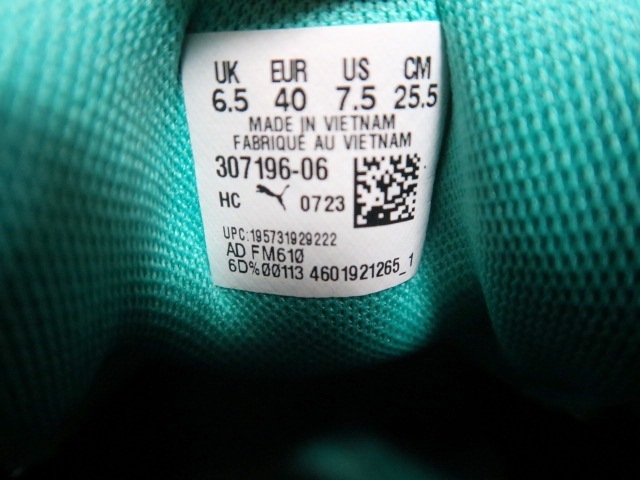 UK EUR US CM
6.5 40 7.5 25.5
MADE IN VIETNAM
FABRIQUÉ AU VIETNAM
307196-06
HC 0723
UPC:195731929222
AD FM610
6D%00113 4601921265_1